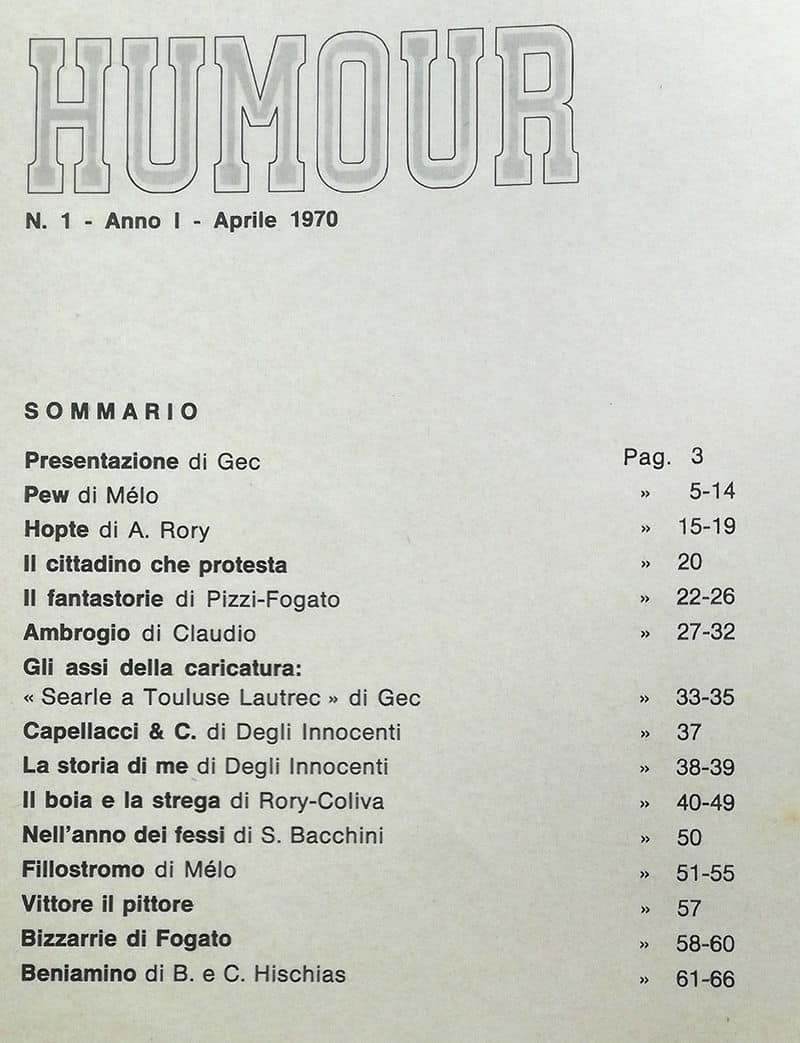 HUMOUR
N. 1 - Anno I - Aprile 1970
SOMMARIO
Presentazione di Gec Pag. 3
Pew di Mélo » 5-14
Hopte di A. Rory » 15-19
Il cittadino che protesta » 20
Il fantastorie di Pizzi-Fogato » 22-26
Ambrogio di Claudio » 27-32
Gli assi della caricatura:
« Searle a Touluse Lautrec » di Gec » 33-35
Capellacci & C. di Degli Innocenti » 37
La storia di me di Degli Innocenti » 38-39
Il boia e la strega di Rory-Coliva » 40-49
Nell'anno dei fessi di S. Bacchini » 50
Fillostromo di Mélo » 51-55
Vittore il pittore » 57
Bizzarrie di Fogato » 58-60
Beniamino di B. e C. Hischias » 61-66